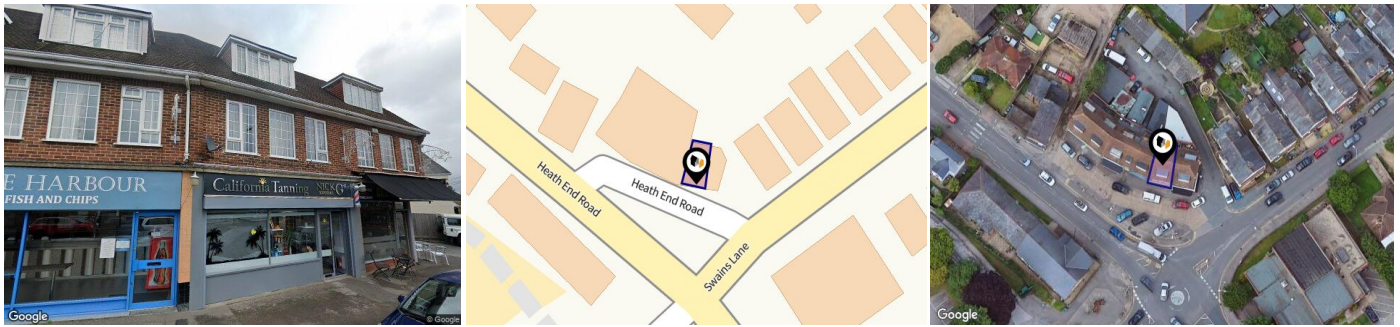 E HARBOUR
FISH AND CHIPS
California Tanning
NICK G
Google
© Google
Heath End Road
Heath End Road
Swains Lane
Google